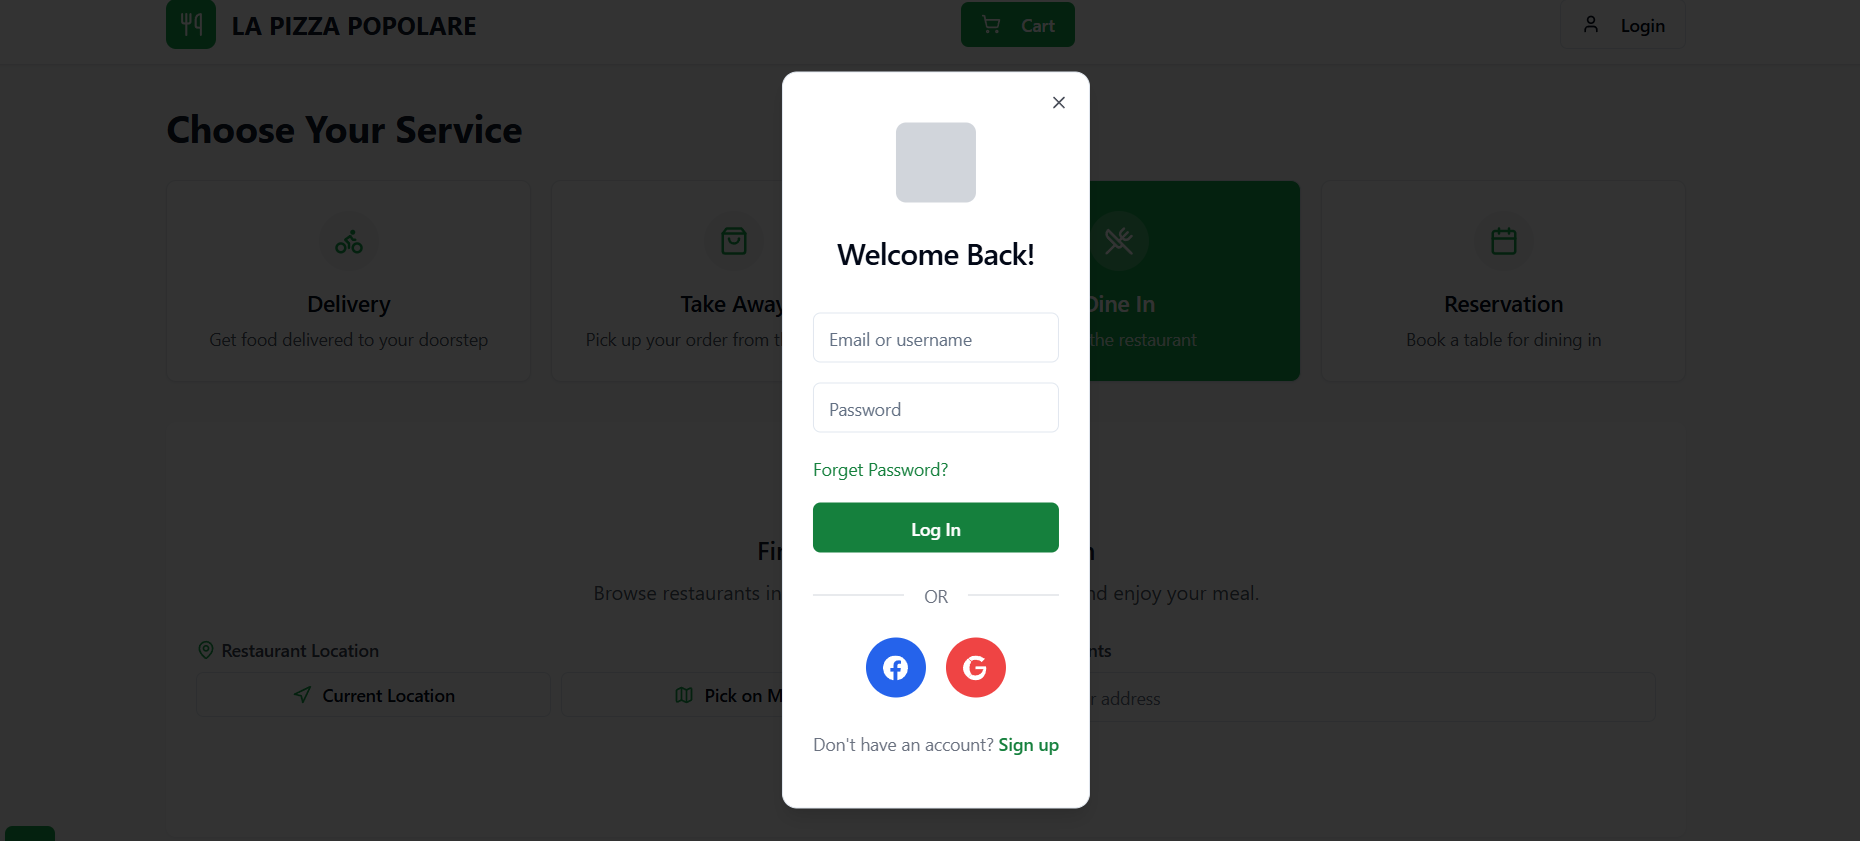 LA PIZZA POPOLARE
Cart
Login
Choose Your Service
Delivery
Get food delivered to your doorstep
Take Away
Pick up your order from
Dine In
the restaurant
Reservation
Book a table for dining in
Browse restaurants in
and enjoy your meal.
Restaurant Location
Current Location
Pick on
address
Welcome Back!
Email or username
Password
Forget Password?
Log In
OR
Don't have an account? Sign up